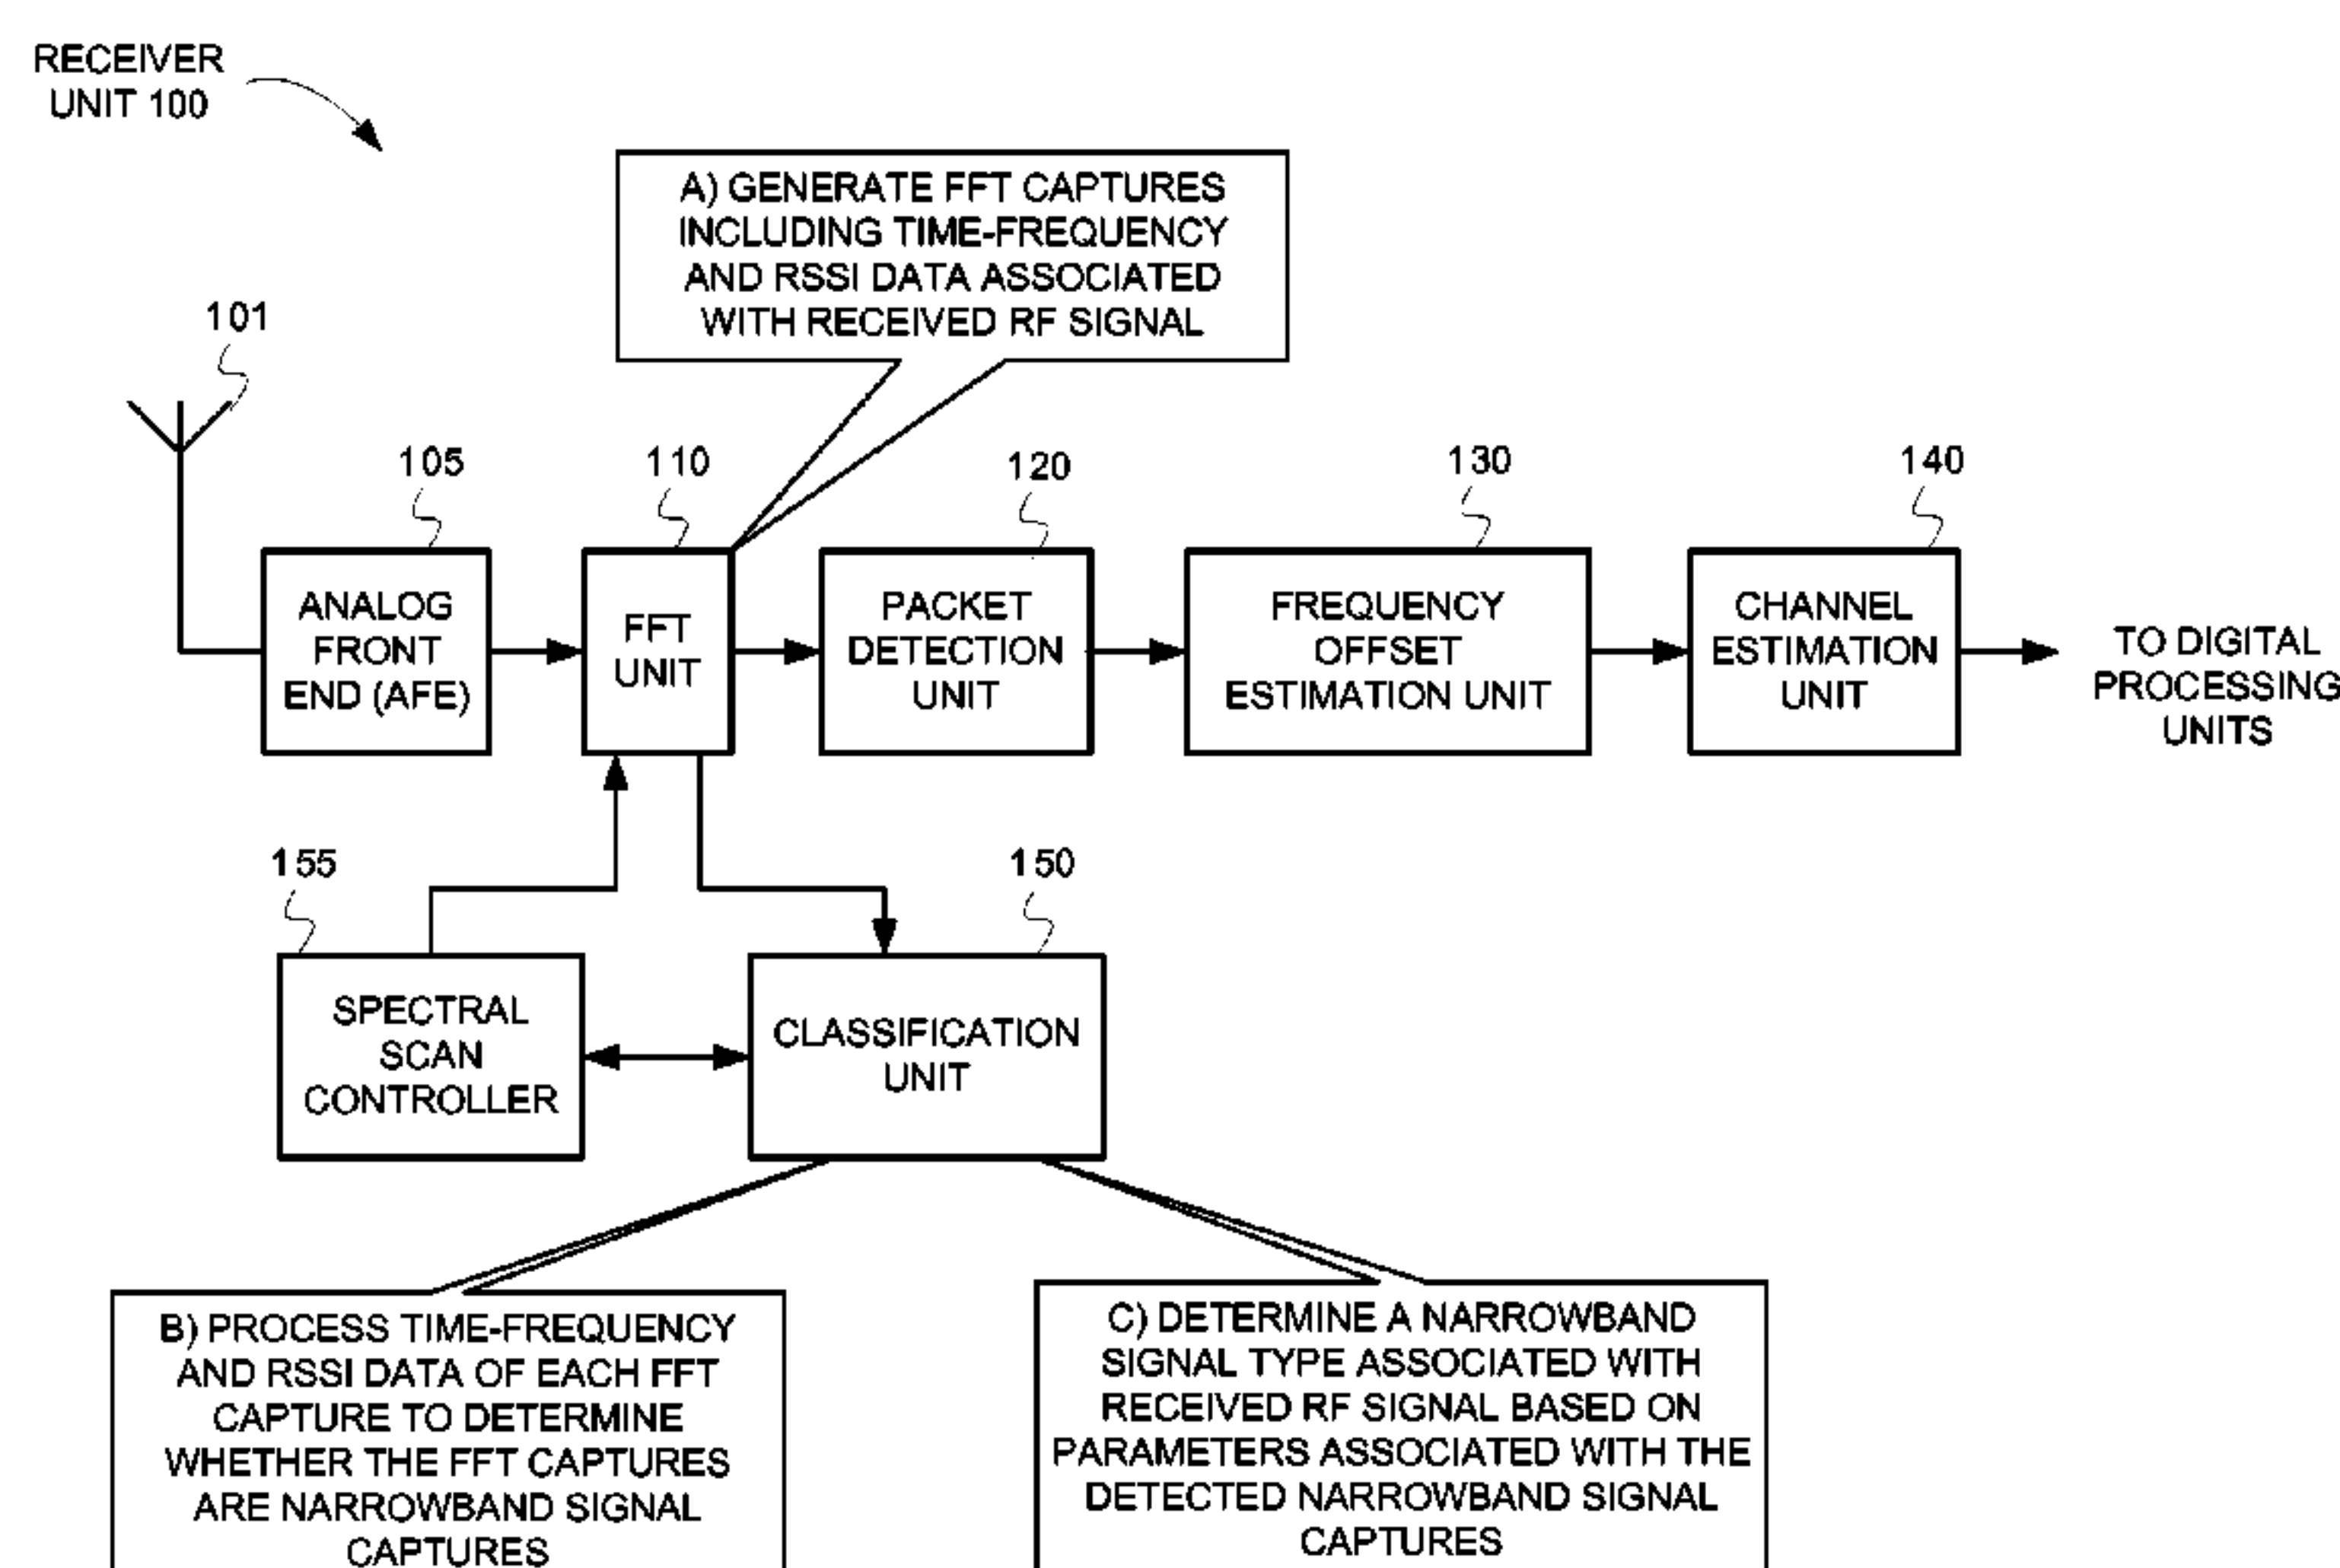 RECEIVER
UNIT 100
A) GENERATE FFT CAPTURES
INCLUDING TIME-FREQUENCY
AND RSSI DATA ASSOCIATED
WITH RECEIVED RF SIGNAL
101
105
110
120
130
140
ANALOG
FRONT
END (AFE)
FFT
UNIT
PACKET
DETECTION
UNIT
FREQUENCY
OFFSET
ESTIMATION UNIT
CHANNEL
ESTIMATION
UNIT
TO DIGITAL
PROCESSING
UNITS
155
150
SPECTRAL
SCAN
CONTROLLER
CLASSIFICATION
UNIT
B) PROCESS TIME-FREQUENCY
AND RSSI DATA OF EACH FFT
CAPTURE TO DETERMINE
WHETHER THE FFT CAPTURES
ARE NARROWBAND SIGNAL
CAPTURES
C) DETERMINE A NARROWBAND
SIGNAL TYPE ASSOCIATED WITH
RECEIVED RF SIGNAL BASED ON
PARAMETERS ASSOCIATED WITH THE
DETECTED NARROWBAND SIGNAL
CAPTURES